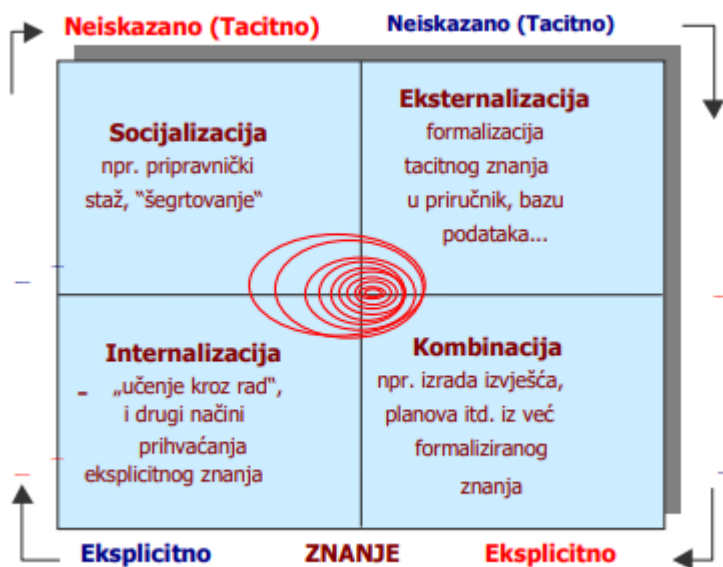 Neiskazano (Tacitno)
Neiskazano (Tacitno)
Socijalizacija
npr. pripravnički
staž, “šegrtovanje“
Eksternalizacija
formalizacija
tacitnog znanja
u priručnik, bazu
podataka...
Internalizacija
- „učenje kroz rad“,
i drugi načini
prihvaćanja
eksplicitnog znanja
Kombinacija
npr. izrada izvješća,
planova itd. iz već
formaliziranog
znanja
Eksplicitno
ZNANJE
Eksplicitno